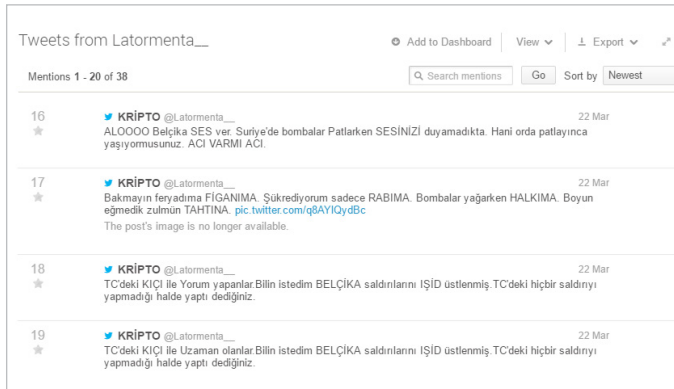 Tweets from Latormenta__
Add to Dashboard View Export
Mentions 1 - 20 of 38
Search mentions Go Sort by Newest
16 KRİPTO @Latormenta__ 22 Mar
ALOOOO Belçika SES ver. Suriye'de bombalar Patlarken SESİNİZİ duyamadıkta. Hani orda patlayınca
yaşıyormusunuz. ACI VARMI ACI.
17 KRİPTO @Latormenta__ 22 Mar
Bakmayın feryadıma FİGANIMA. Şükrediyorum sadece RABIMA. Bombalar yağarken HALKIMA. Boyun
eğmedik zulmün TAHTINA. pic.twitter.com/q8AYIQydBc
The post's image is no longer available.
18 KRİPTO @Latormenta__ 22 Mar
TC'deki KIÇI ile Yorum yapanlar.Bilin istedim BELÇİKA saldırılarını IŞİD üstlenmiş.TC'deki hiçbir saldırıyı
yapmadığı halde yaptı dediğiniz.
19 KRİPTO @Latormenta__ 22 Mar
TC'deki KIÇI ile Uzaman olanlar.Bilin istedim BELÇİKA saldırılarını IŞİD üstlenmiş.TC'deki hiçbir saldırıyı
yapmadığı halde yaptı dediğiniz.